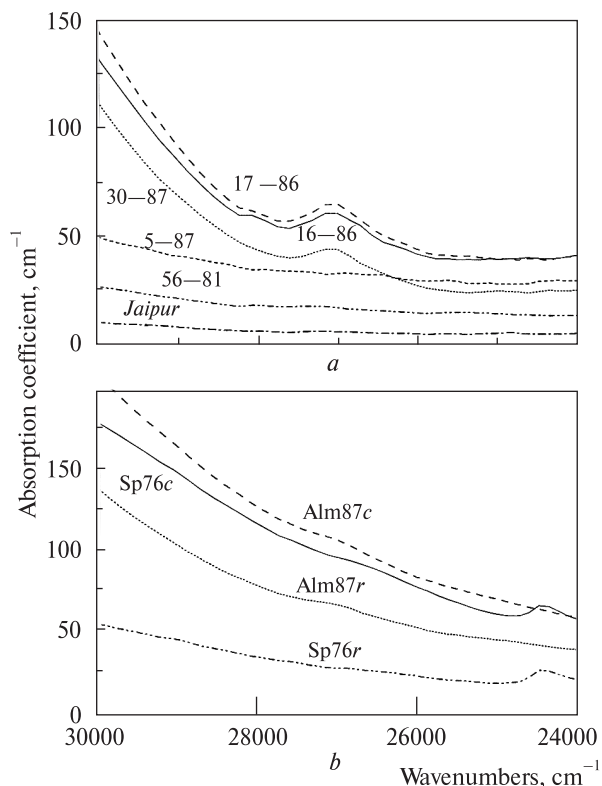 150
100
50
0
17 —86
30—87
16—86
5—87
56—81
Jaipur
a
Absorption coefficient, cm⁻¹
150
100
50
0
Sp76c
Alm87c
Alm87r
Sp76r
30000 28000 26000 24000
b
Wavenumbers, cm⁻¹